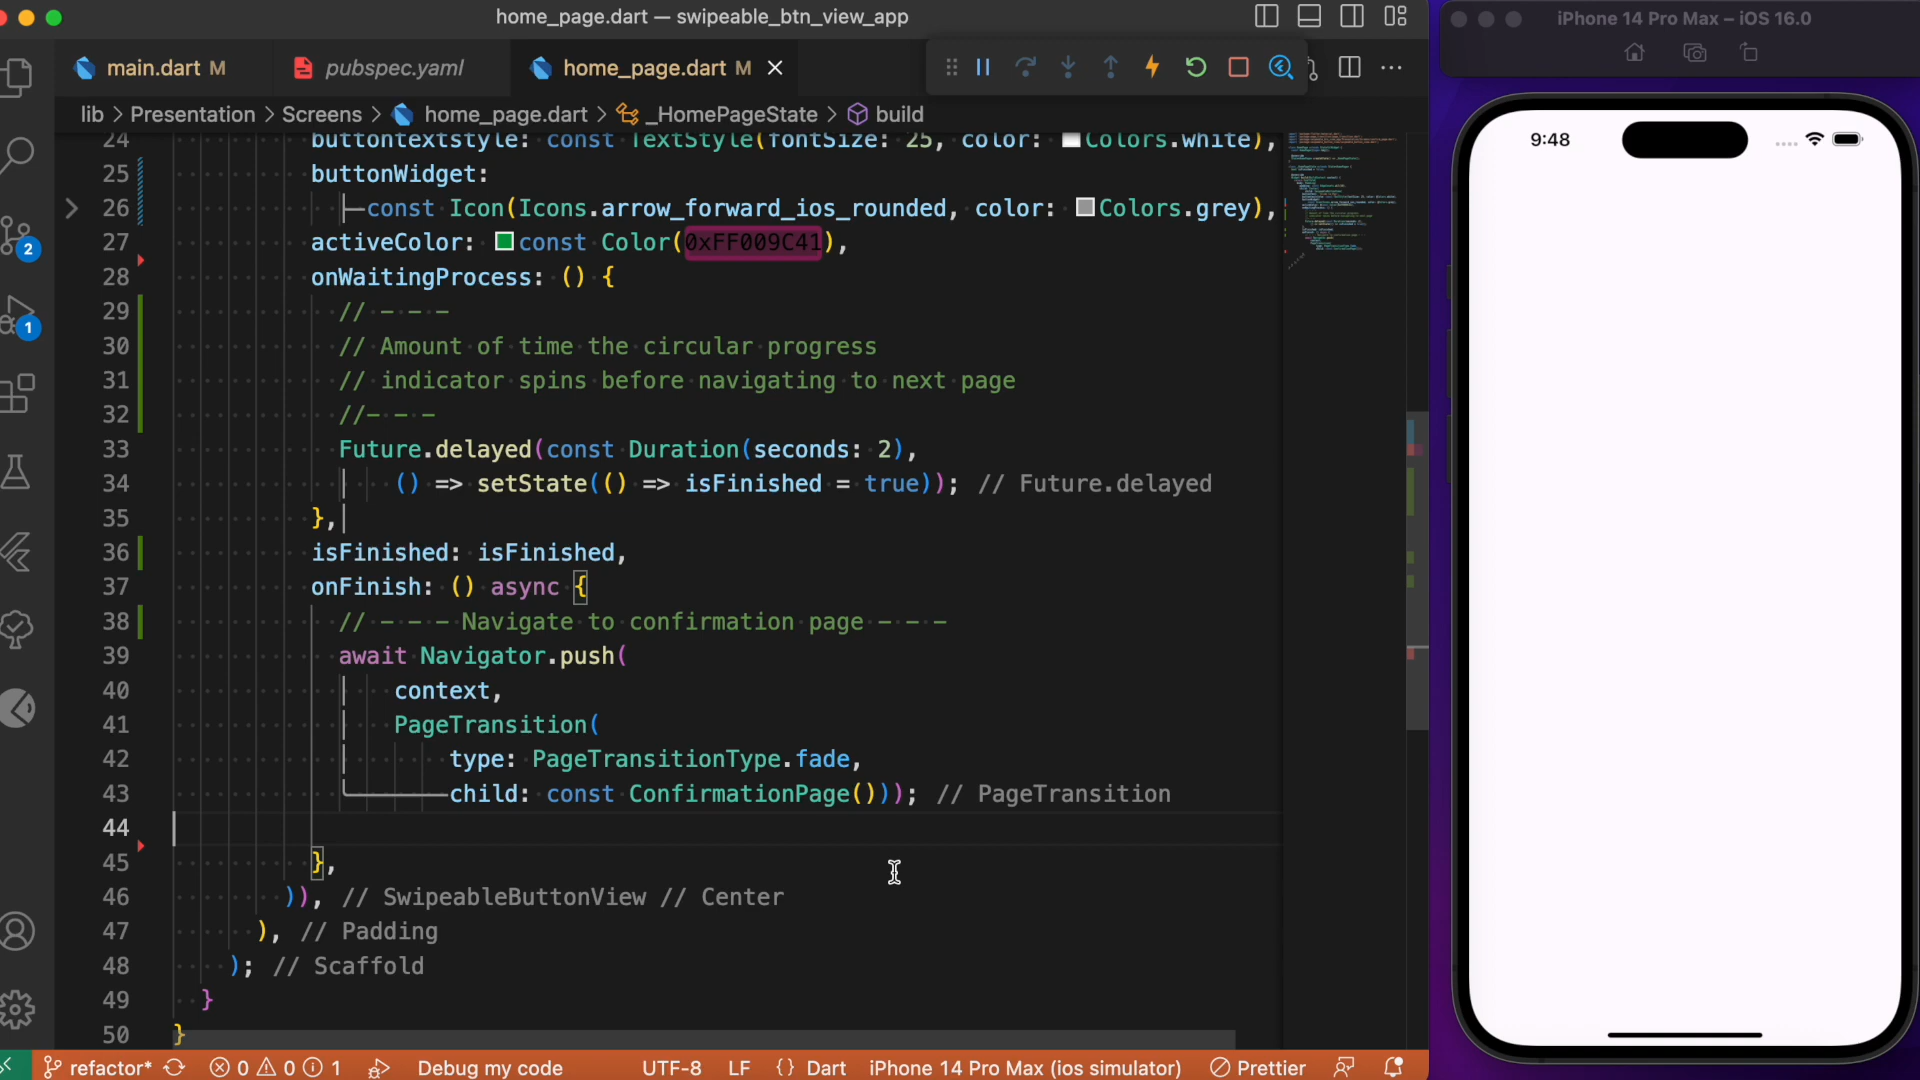 home_page.dart — swipeable_btn_view_app
iPhone 14 Pro Max – iOS 16.0
main.dart M
pubspec.yaml
home_page.dart M
lib > Presentation > Screens > home_page.dart > _HomePageState > build
24 buttontextstyle: const TextStyle(fontSize: 25, color: Colors.white),
25 buttonWidget:
26 const Icon(Icons.arrow_forward_ios_rounded, color: Colors.grey),
27 activeColor: const Color(0xFF009C41),
28 onWaitingProcess: () {
29 // - - -
30 // Amount of time the circular progress
31 // indicator spins before navigating to next page
32 //- - -
33 Future.delayed(const Duration(seconds: 2),
34 () => setState(() => isFinished = true)); // Future.delayed
35 },
36 isFinished: isFinished,
37 onFinish: () async {
38 // - - - Navigate to confirmation page - - -
39 await Navigator.push(
40 context,
41 PageTransition(
42 type: PageTransitionType.fade,
43 child: const ConfirmationPage())); // PageTransition
44
45 },
46 )), // SwipeableButtonView // Center
47 ), // Padding
48 ); // Scaffold
49 }
50 }
2
1
refactor* 0 0 1 Debug my code UTF-8 LF {} Dart iPhone 14 Pro Max (ios simulator) Prettier
9:48